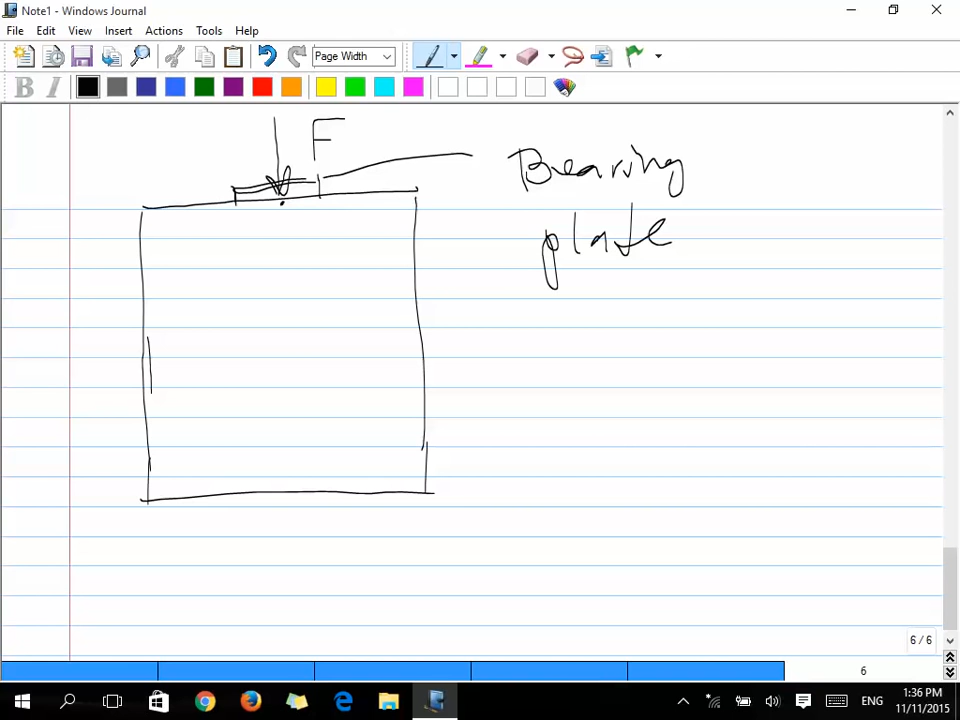 Note1 - Windows Journal
File Edit View Insert Actions Tools Help
Page Width
B I
F
Bearing
plate
6 / 6
6
ENG
1:36 PM
11/11/2015